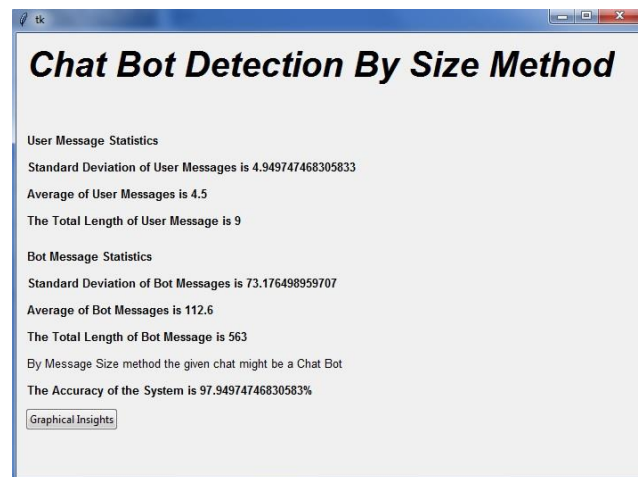 tk
Chat Bot Detection By Size Method
User Message Statistics
Standard Deviation of User Messages is 4.949747468305833
Average of User Messages is 4.5
The Total Length of User Message is 9
Bot Message Statistics
Standard Deviation of Bot Messages is 73.176498959707
Average of Bot Messages is 112.6
The Total Length of Bot Message is 563
By Message Size method the given chat might be a Chat Bot
The Accuracy of the System is 97.94974746830583%
Graphical Insights